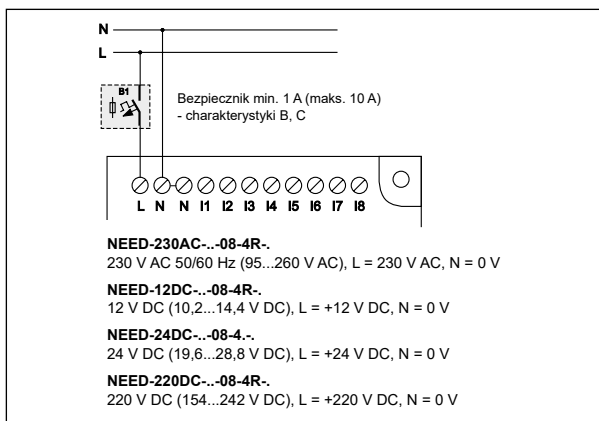 N
L
B1
Bezpiecznik min. 1 A (maks. 10 A)
- charakterystyki B, C
L N N I1 I2 I3 I4 I5 I6 I7 I8
NEED-230AC-..-08-4R-.
230 V AC 50/60 Hz (95...260 V AC), L = 230 V AC, N = 0 V
NEED-12DC-..-08-4R-.
12 V DC (10,2...14,4 V DC), L = +12 V DC, N = 0 V
NEED-24DC-..-08-4.-.
24 V DC (19,6...28,8 V DC), L = +24 V DC, N = 0 V
NEED-220DC-..-08-4R-.
220 V DC (154...242 V DC), L = +220 V DC, N = 0 V